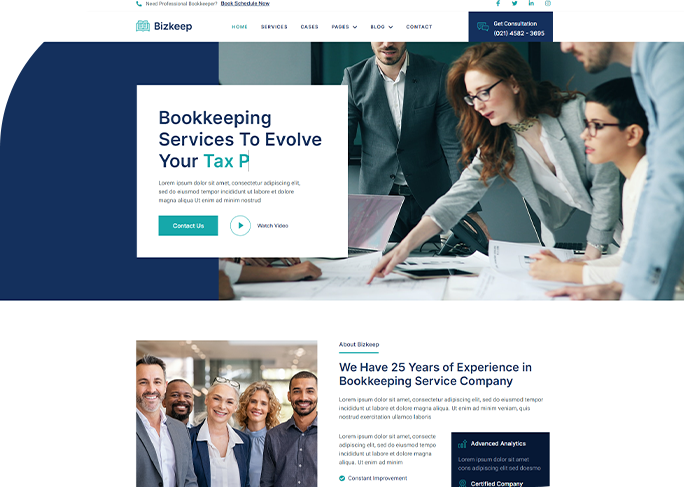 Need Professional Bookkeeper? Book Schedule Now
Bizkeep
HOME SERVICES CASES PAGES BLOG CONTACT
Get Consultation
(021) 4582 - 3695
Bookkeeping
Services To Evolve
Your Tax P
Lorem ipsum dolor sit amet, consectetur adipiscing elit,
sed do eiusmod tempor incididunt ut labore et dolore
magna aliqua Ut enim ad minim nostrud
Contact Us
Watch Video
About Bizkeep
We Have 25 Years of Experience in
Bookkeeping Service Company
Lorem ipsum dolor sit amet, consectetur adipiscing elit, sed do eiusmod tempor
incididunt ut labore et dolore magna aliqua. Ut enim ad minim veniam, quis
nostrud exercitation ullamco laboris
Lorem ipsum dolor sit amet, consecte
adipiscing elit, sed do eiusmod tempor
incididunt ut labore et dolore magna
aliqua. Ut enim ad minim
Constant Improvement
Advanced Analytics
Lorem ipsum dolor sit amet
cons adipiscing elit sed doesmo
Certified Company